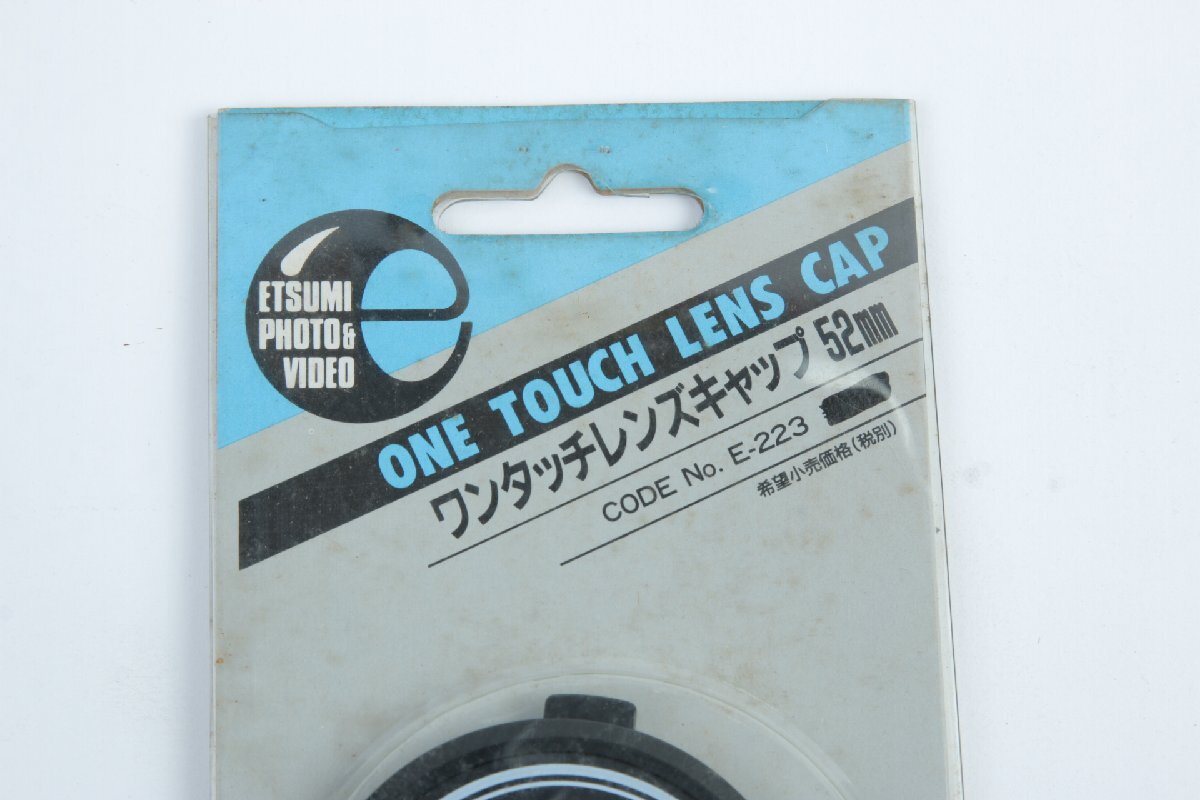 ETSUMI
PHOTO&
VIDEO
ONE TOUCH LENS CAP
ワンタッチレンズキャップ 52mm
CODE No. E-223
希望小売価格(税別)